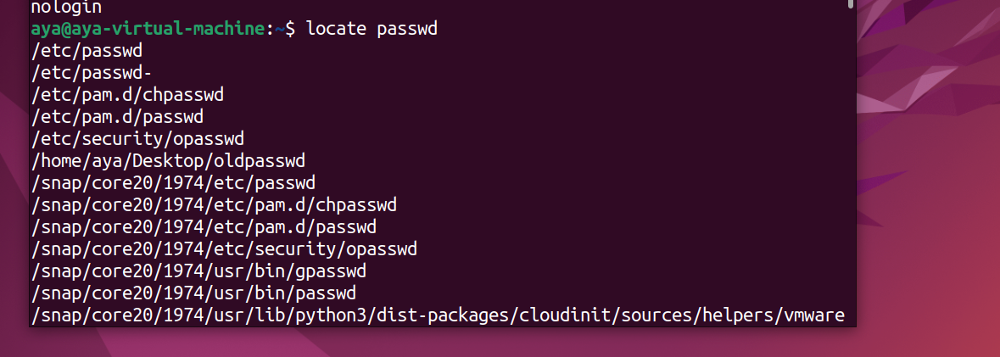 nologin
aya@aya-virtual-machine:~$ locate passwd
/etc/passwd
/etc/passwd-
/etc/pam.d/chpasswd
/etc/pam.d/passwd
/etc/security/opasswd
/home/aya/Desktop/oldpasswd
/snap/core20/1974/etc/passwd
/snap/core20/1974/etc/pam.d/chpasswd
/snap/core20/1974/etc/pam.d/passwd
/snap/core20/1974/etc/security/opasswd
/snap/core20/1974/usr/bin/gpasswd
/snap/core20/1974/usr/bin/passwd
/snap/core20/1974/usr/lib/python3/dist-packages/cloudinit/sources/helpers/vmware